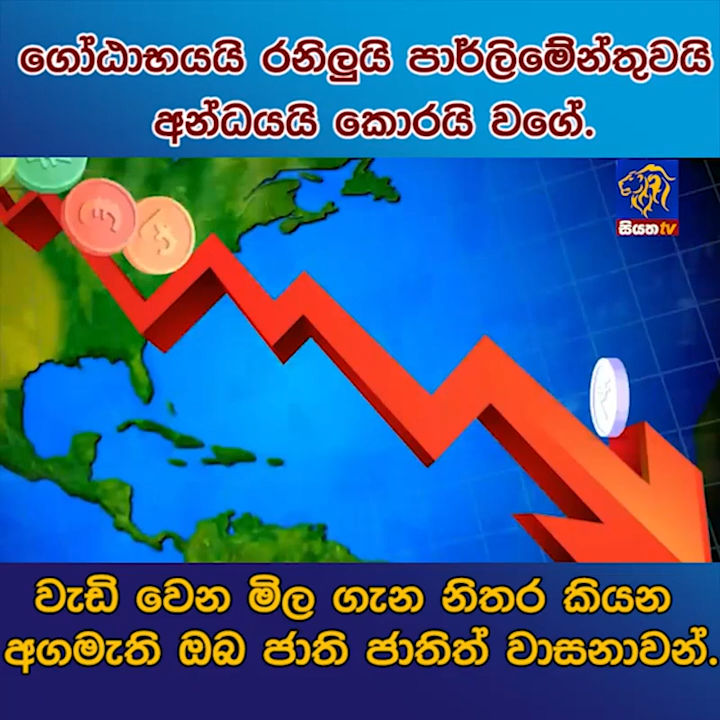 ගෝඨාභයයි රනිලුයි පාර්ලිමේන්තුවයි
අන්ධයයි කොරයි වගේ.
සියත tv
වැඩි වෙන මිල ගැන නිතර කියන
අගමැති ඔබ ජාති ජාතිත් වාසනාවන්.